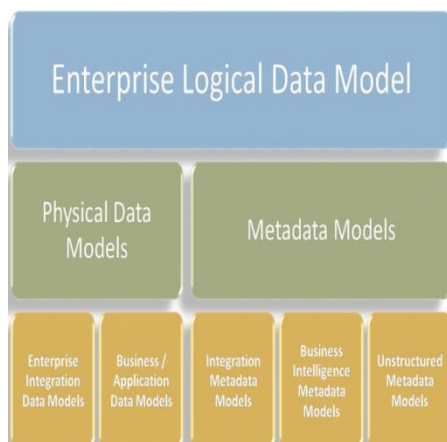 Enterprise Logical Data Model
Physical Data
Models
Metadata Models
Enterprise
Integration
Data Models
Business /
Application
Data Models
Integration
Metadata
Models
Business
Intelligence
Metadata
Models
Unstructured
Metadata
Models